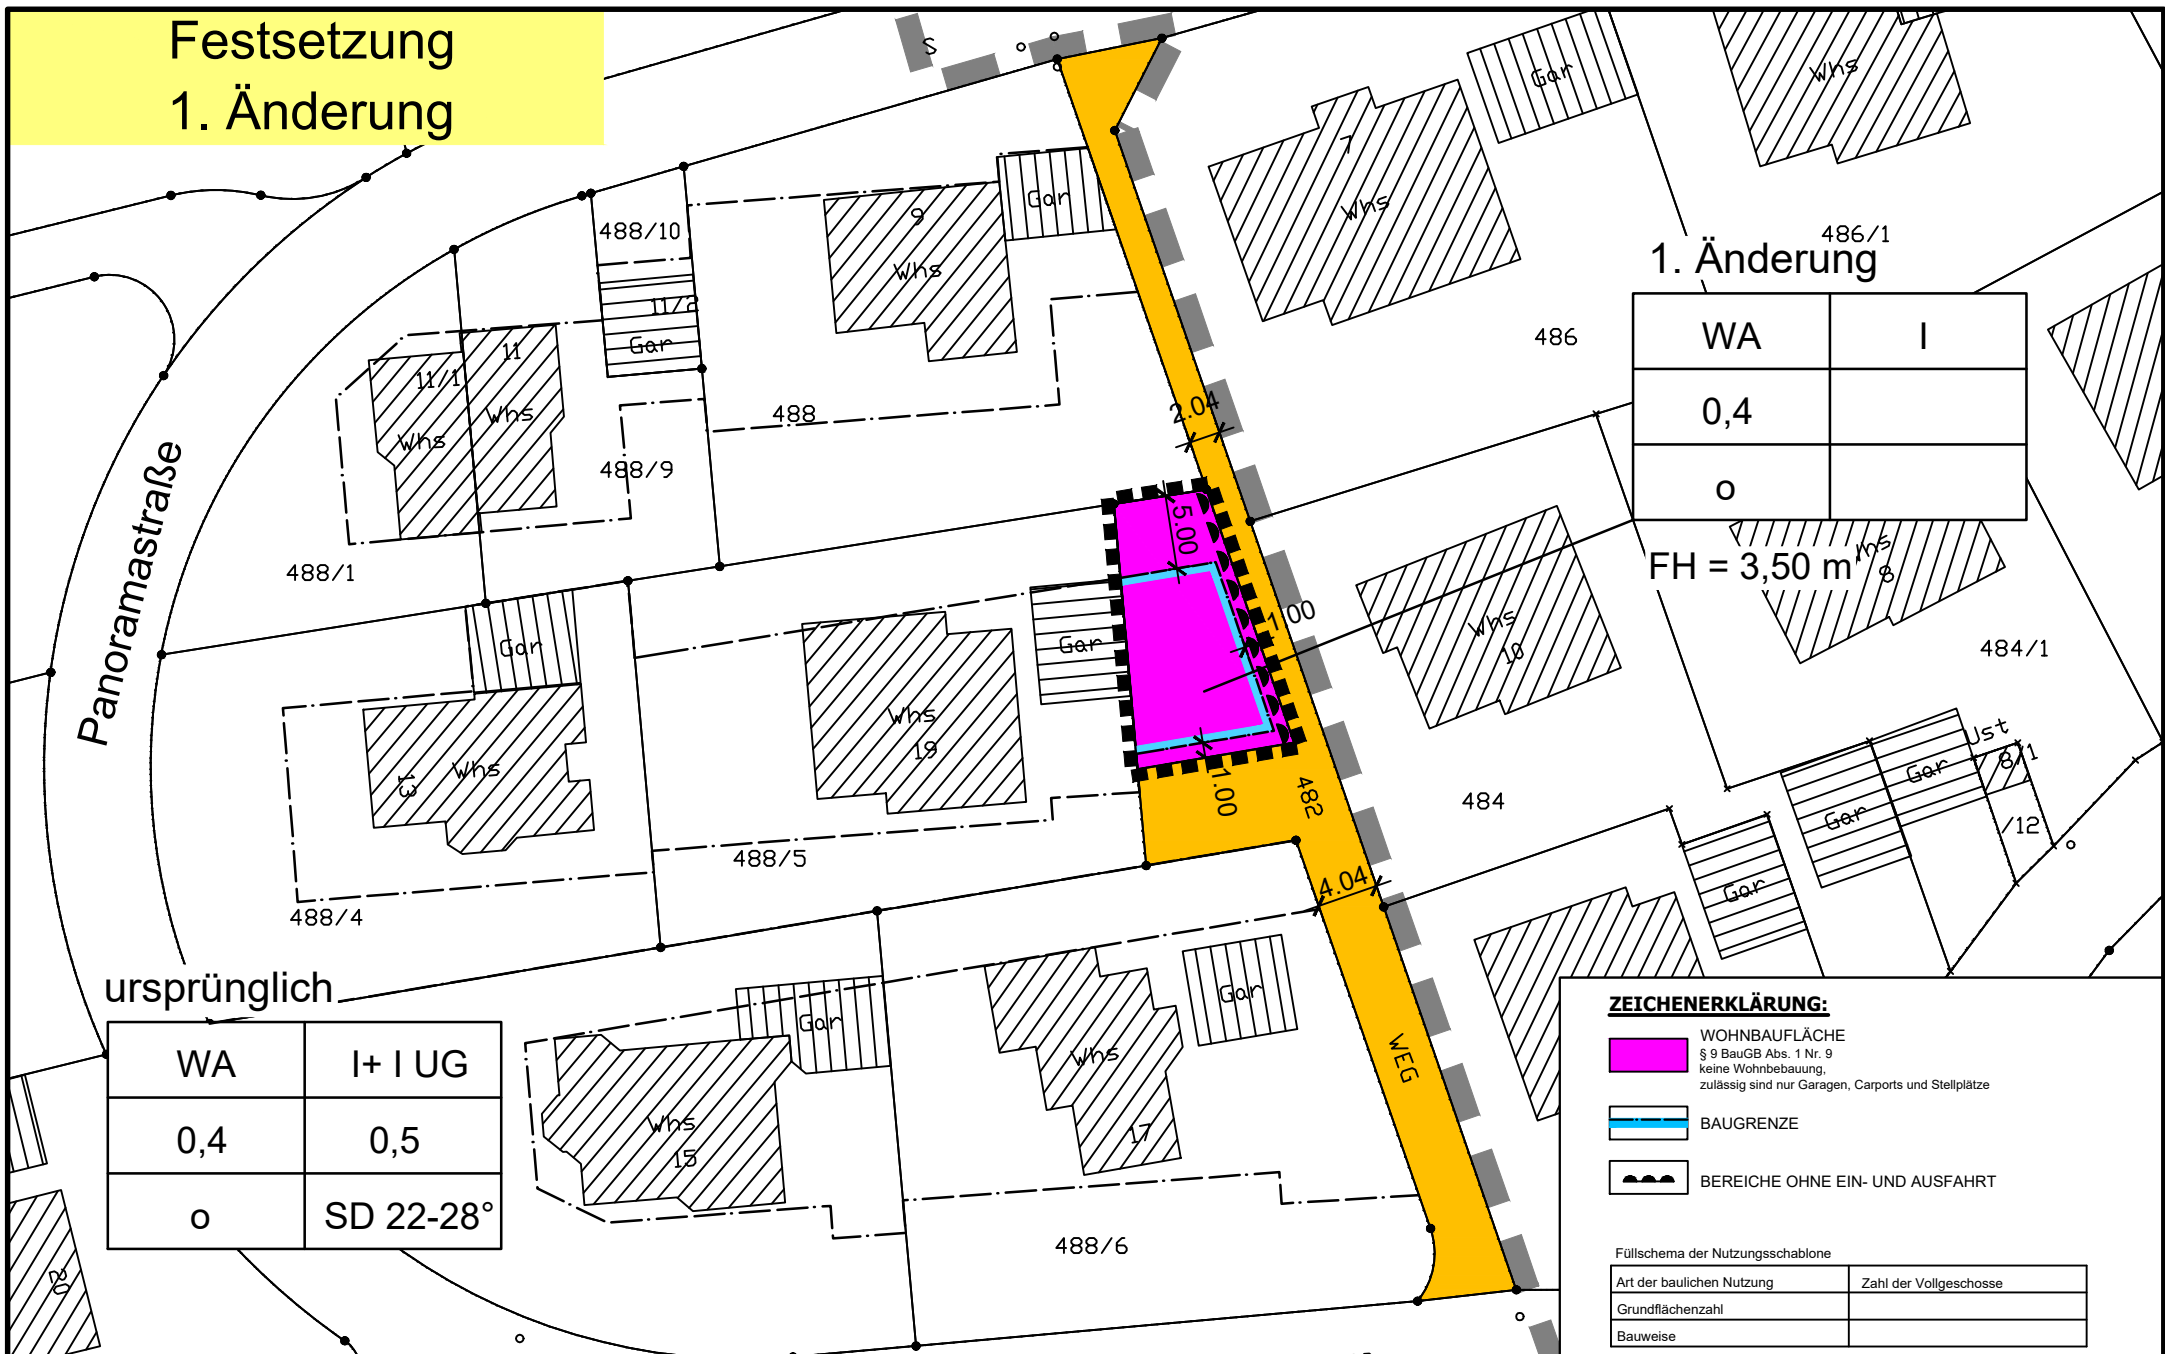 Festsetzung
1. Änderung
S
Gar
Whs
7
Whs
Gar
9
Whs
488/10
11/2
Gar
11
11/1
Whs
Whs
488
488/9
488/1
2.04
486
486/1
1. Änderung
WA I
0,4
o
FH = 3,50 m
8
484/1
Panoramastraße
5.00
1.00
1.00
Gar
Whs
10
Gar
Whs
19
Whs
13
482
484
Ust
8/1
Gar
Gar
/12
Gar
488/5
488/4
4.04
ursprünglich
WA I+ I UG
0,4 0,5
o SD 22-28°
Gar
Whs
15
Gar
Whs
17
WEG
488/6
20
ZEICHENERKLÄRUNG:
WOHNBAUFLÄCHE
§ 9 BauGB Abs. 1 Nr. 9
keine Wohnbebauung,
zulässig sind nur Garagen, Carports und Stellplätze
BAUGRENZE
BEREICHE OHNE EIN- UND AUSFAHRT
Füllschema der Nutzungsschablone
Art der baulichen Nutzung Zahl der Vollgeschosse
Grundflächenzahl
Bauweise